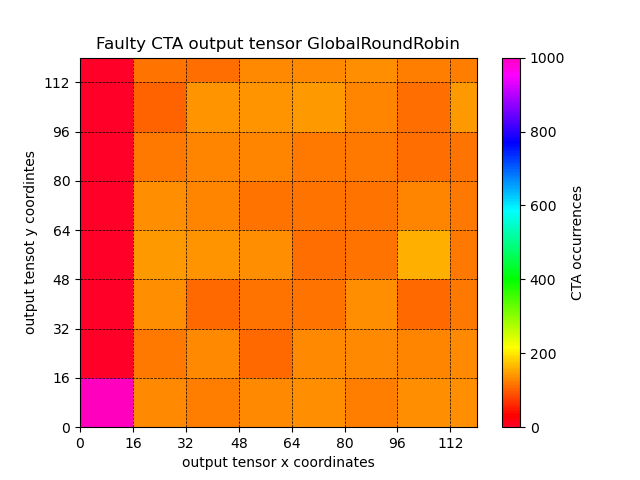 Faulty CTA output tensor GlobalRoundRobin
112
96
80
64
48
32
16
0
output tensot y coordintes
0 16 32 48 64 80 96 112
output tensor x coordinates
1000
800
600
400
200
0
CTA occurrences